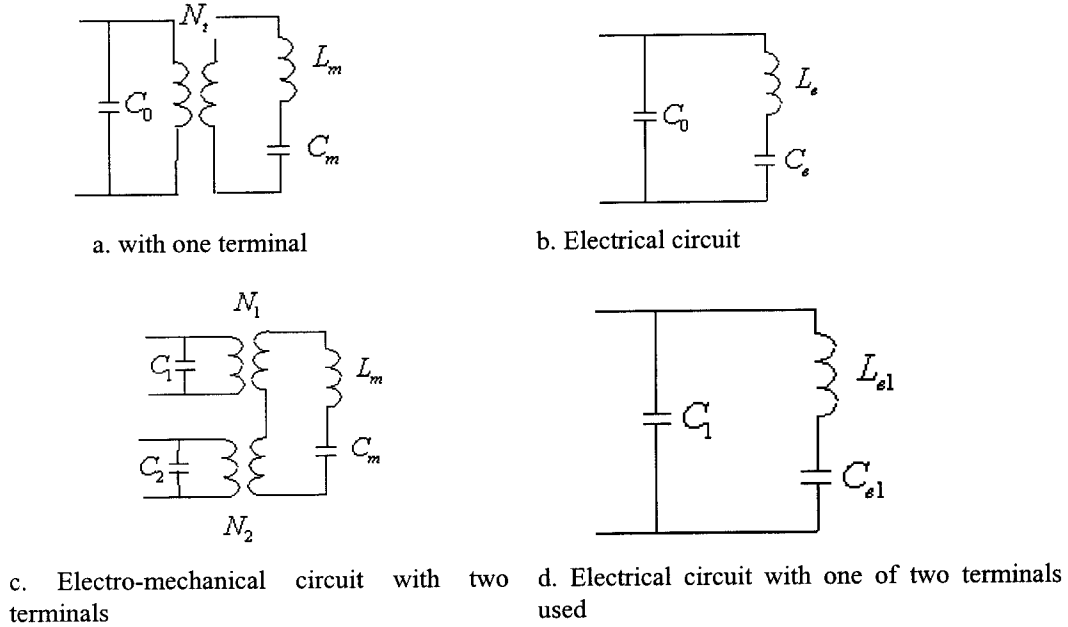 N_t
L_m
C_0
C_m
a. with one terminal
L_e
C_0
C_e
b. Electrical circuit
N_1
C_1
L_m
C_2
C_m
N_2
c. Electro-mechanical circuit with two
terminals
L_e1
C_1
C_e1
d. Electrical circuit with one of two terminals
used